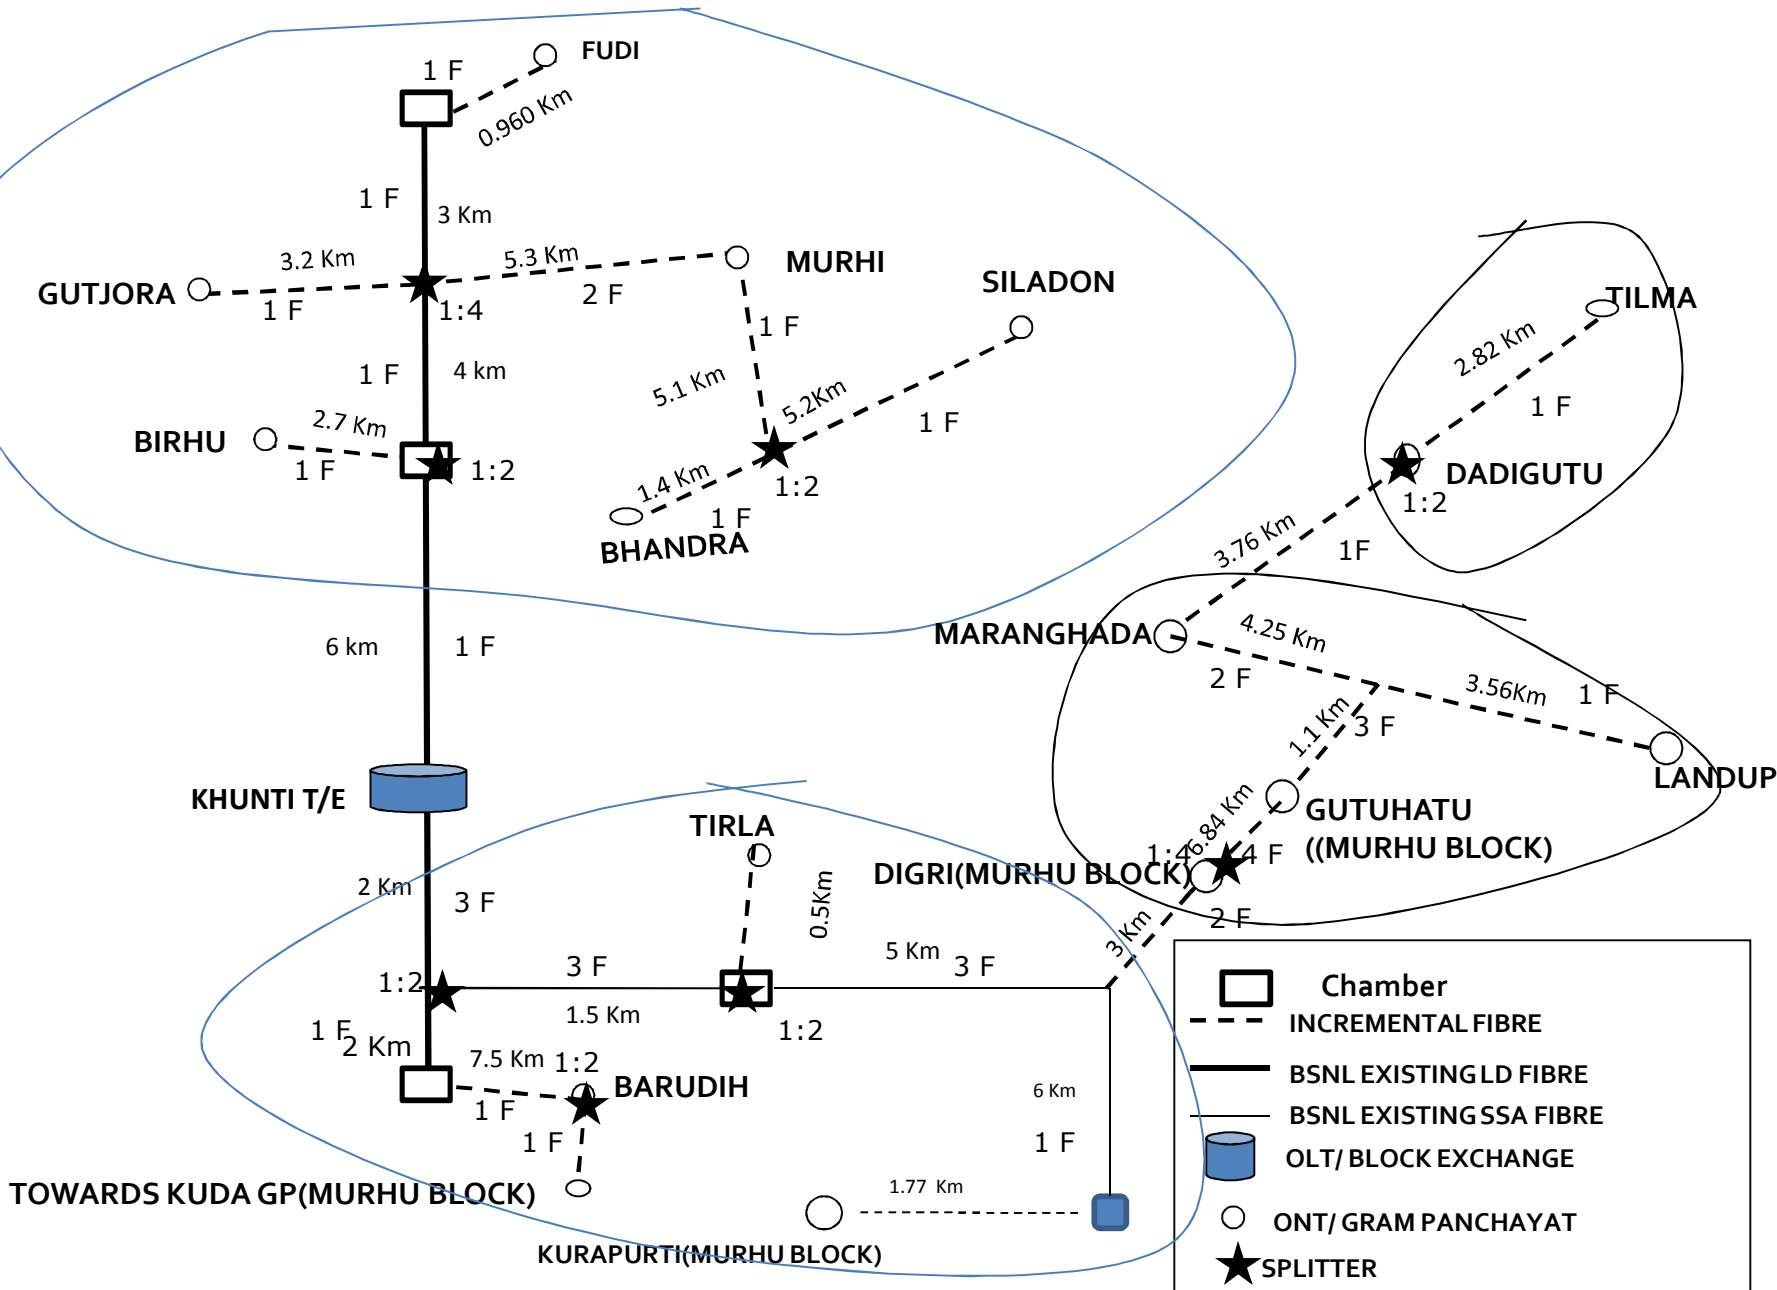 FUDI
1 F
0.960 Km
1 F
3 Km
3.2 Km
5.3 Km
MURHI
SILADON
GUTJORA
1 F
1:4
2 F
1 F
TILMA
2.82 Km
1 F
4 km
5.1 Km
5.2Km
1 F
1 F
BIRHU
2.7 Km
1 F
1:2
1.4 Km
1:2
1 F
BHANDRA
DADIGUTU
1:2
3.76 Km
1F
6 km
1 F
MARANGHADA
4.25 Km
2 F
3.56Km
1 F
1.1 Km
3 F
LANDUP
KHUNTI T/E
GUTUHATU
((MURHU BLOCK)
6.84 Km
1:4
4 F
TIRLA
DIGRI(MURHU BLOCK)
2 Km
3 F
0.5Km
2 F
3 Km
5 Km
3 F
3 F
1:2
1.5 Km
1:2
1 F
2 Km
7.5 Km
1:2
BARUDIH
1 F
1 F
6 Km
1 F
TOWARDS KUDA GP(MURHU BLOCK)
1.77 Km
KURAPURTI(MURHU BLOCK)
Chamber
INCREMENTAL FIBRE
BSNL EXISTING LD FIBRE
BSNL EXISTING SSA FIBRE
OLT/ BLOCK EXCHANGE
ONT/ GRAM PANCHAYAT
SPLITTER